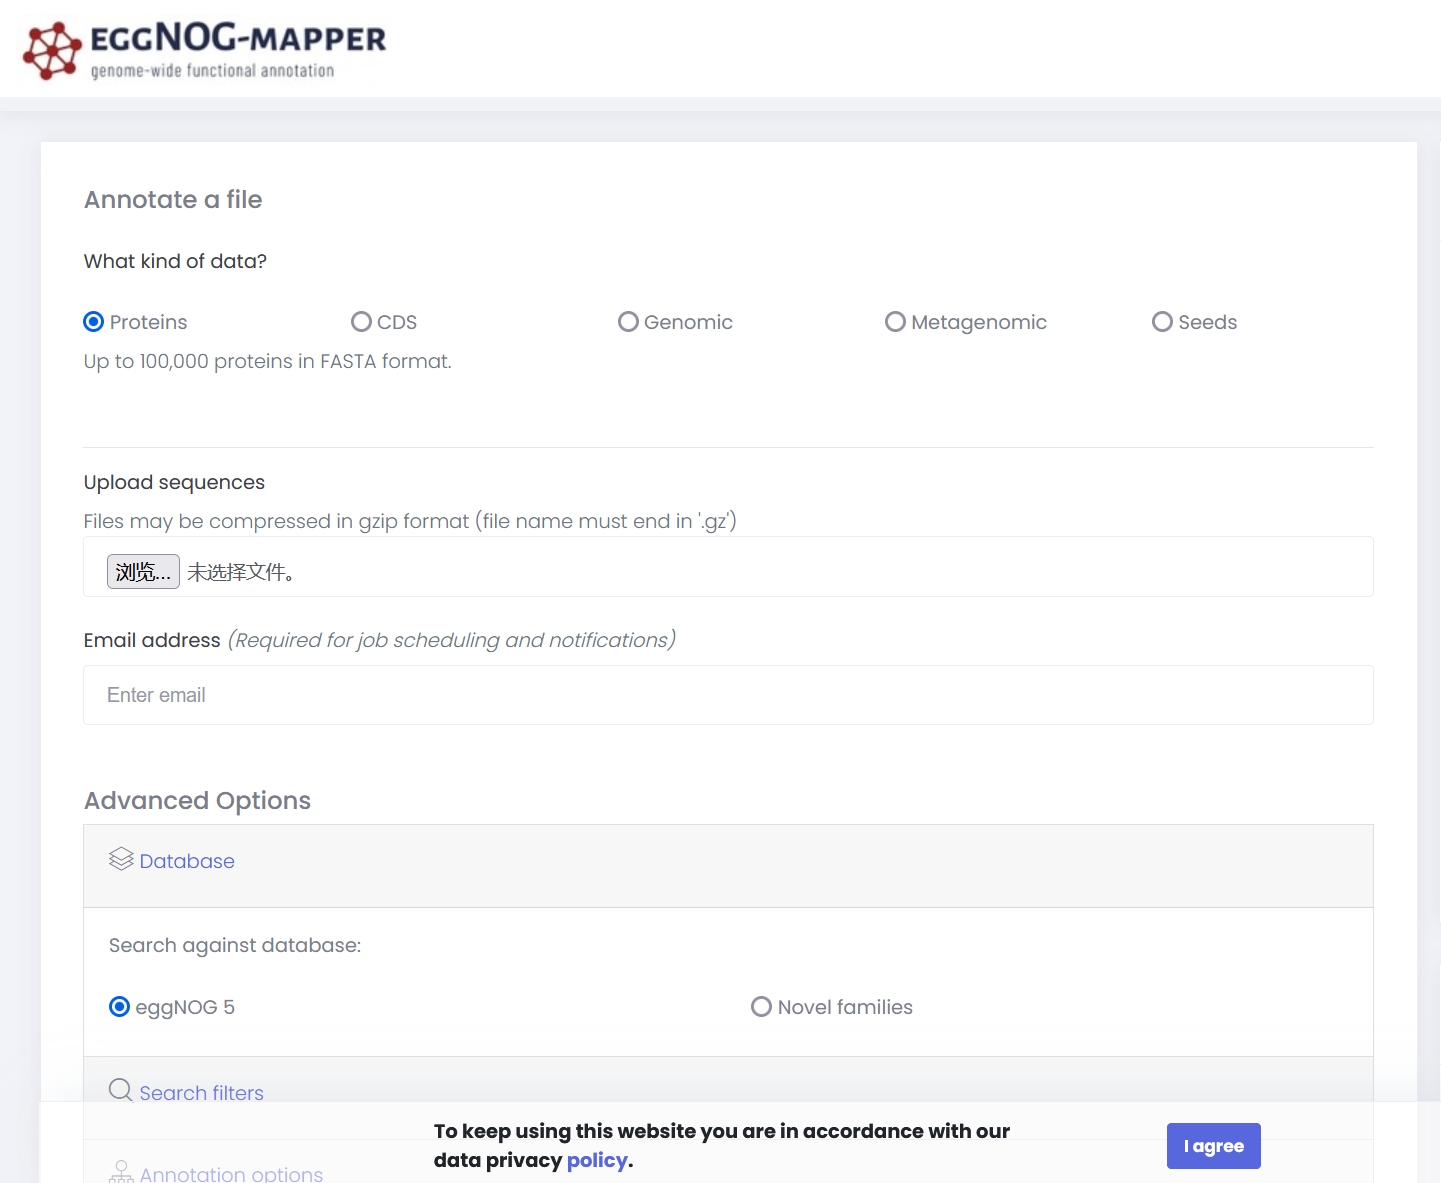 EGGNOG-MAPPER
genome-wide functional annotation
Annotate a file
What kind of data?
Proteins CDS Genomic Metagenomic Seeds
Up to 100,000 proteins in FASTA format.
Upload sequences
Files may be compressed in gzip format (file name must end in '.gz')
浏览... 未选择文件。
Email address (Required for job scheduling and notifications)
Enter email
Advanced Options
Database
Search against database:
eggNOG 5 Novel families
Search filters
To keep using this website you are in accordance with our
data privacy policy.
I agree
Annotation options